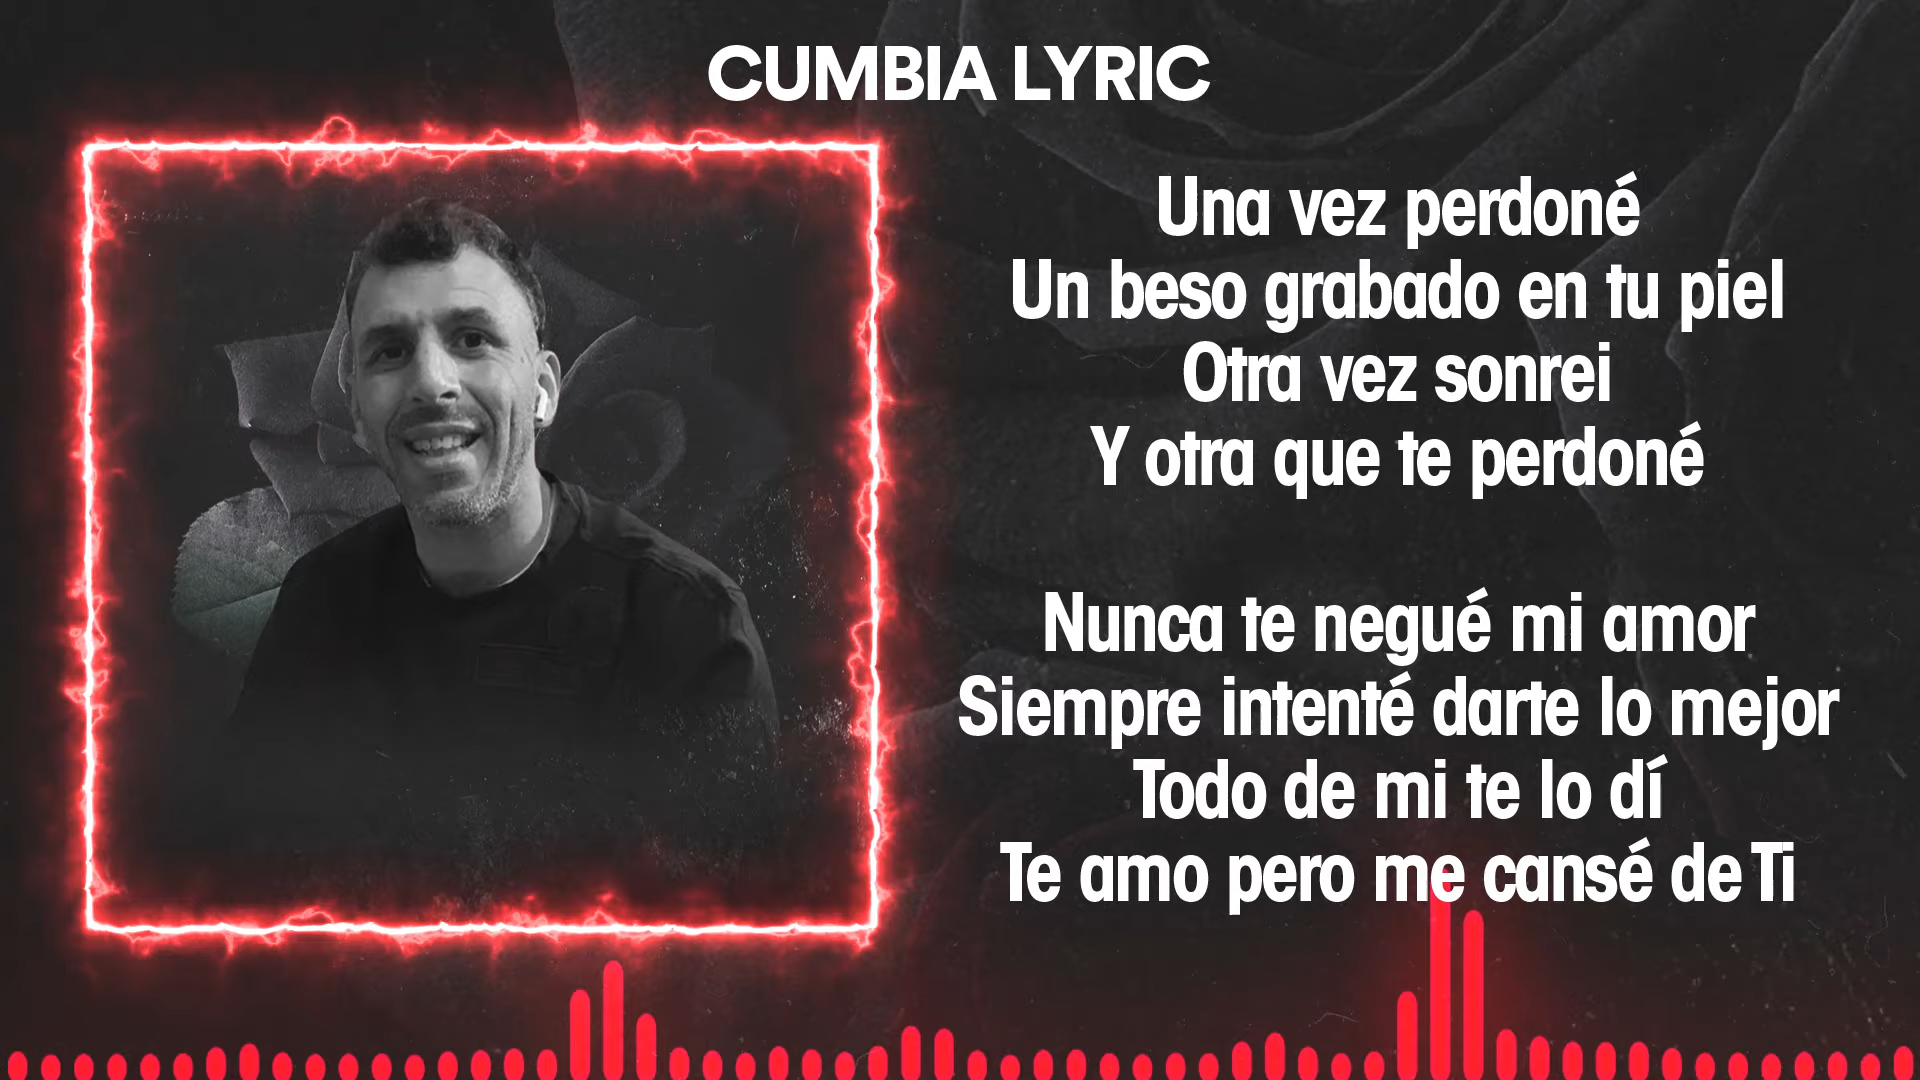 CUMBIA LYRIC
Una vez perdoné
Un beso grabado en tu piel
Otra vez sonrei
Y otra que te perdoné
Nunca te negué mi amor
Siempre intenté darte lo mejor
Todo de mi te lo dí
Te amo pero me cansé de Ti